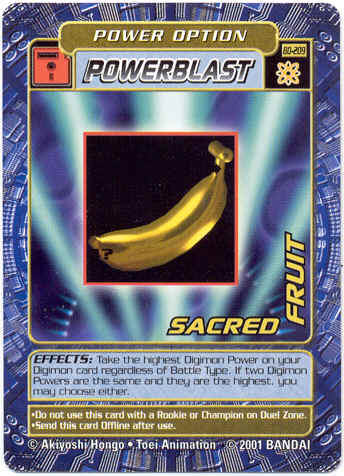 POWER OPTION
POWERBLAST
BO-209
?
SACRED
FRUIT
EFFECTS: Take the highest Digimon Power on your
Digimon card regardless of Battle Type. If two Digimon
Powers are the same and they are the highest, you
may choose either.
•Do not use this card with a Rookie or Champion on Duel Zone.
•Send this card Offline after use.
© Akiyoshi Hongo • Toei Animation © 2001 BANDAI